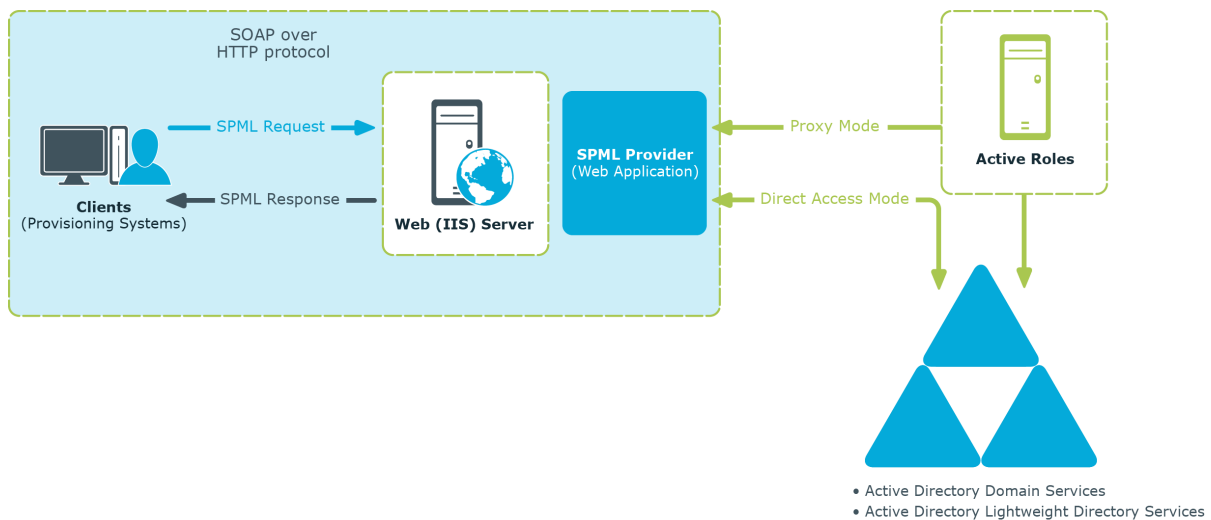 SOAP over
HTTP protocol
SPML Request
SPML Response
Clients
(Provisioning Systems)
Web (IIS) Server
SPML Provider
(Web Application)
Proxy Mode
Direct Access Mode
Active Roles
• Active Directory Domain Services
• Active Directory Lightweight Directory Services